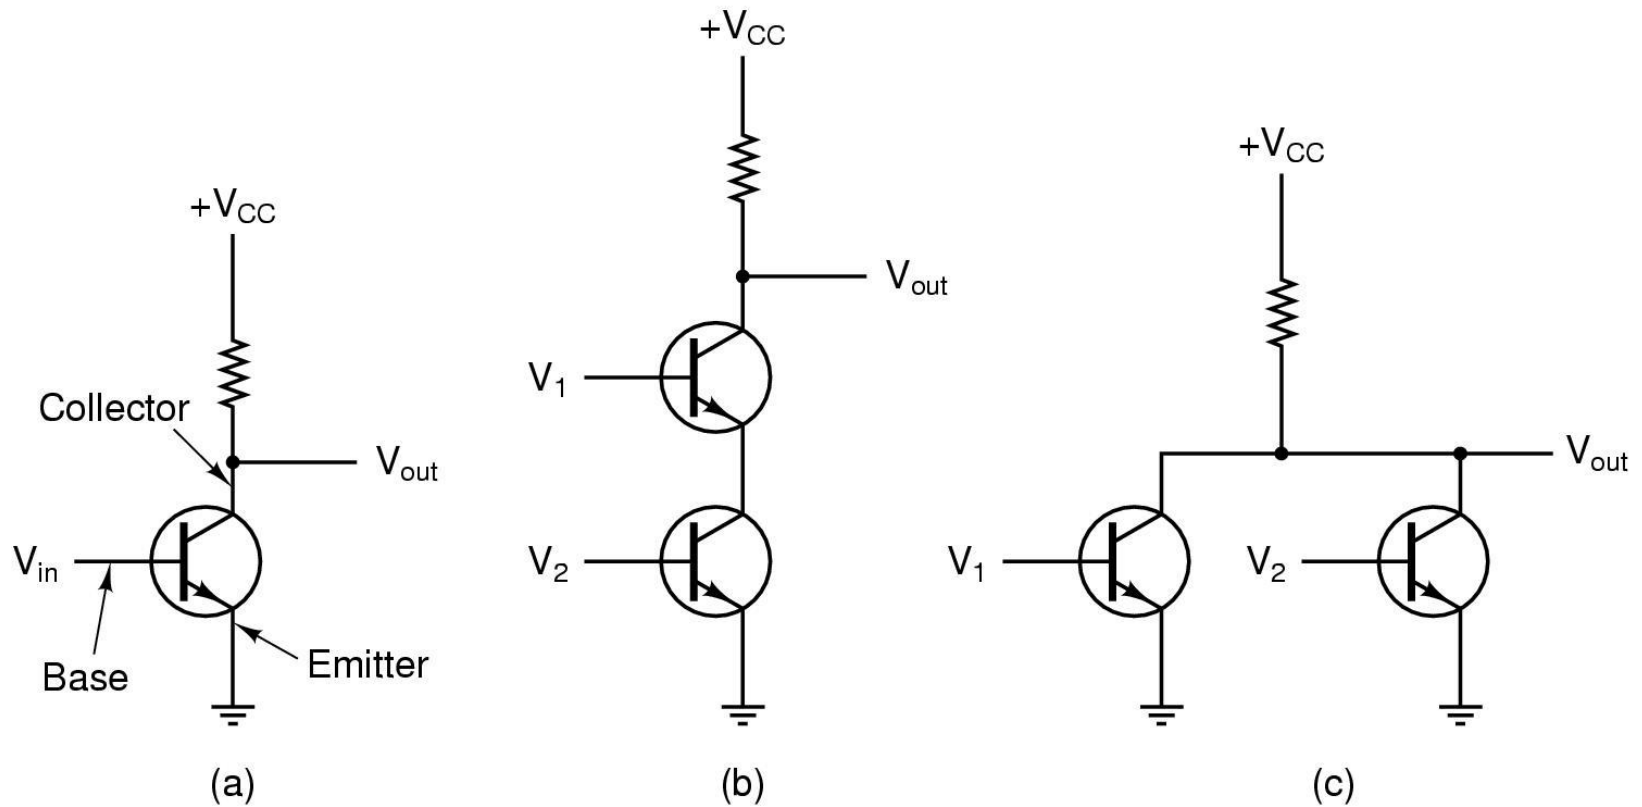 +VCC
Collector
Vout
Vin
Base
Emitter
(a)
+VCC
Vout
V1
V2
(b)
+VCC
Vout
V1
V2
(c)